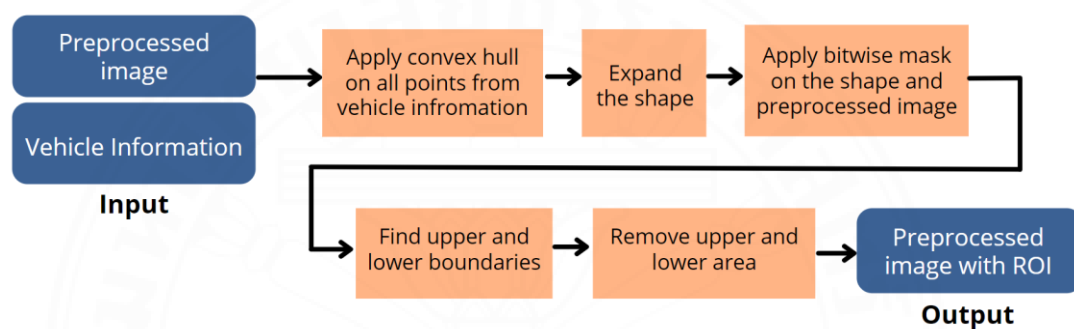 Preprocessed
image
Vehicle Information
Input
Apply convex hull
on all points from
vehicle infromation
Expand
the shape
Apply bitwise mask
on the shape and
preprocessed image
Find upper and
lower boundaries
Remove upper and
lower area
Preprocessed
image with ROI
Output